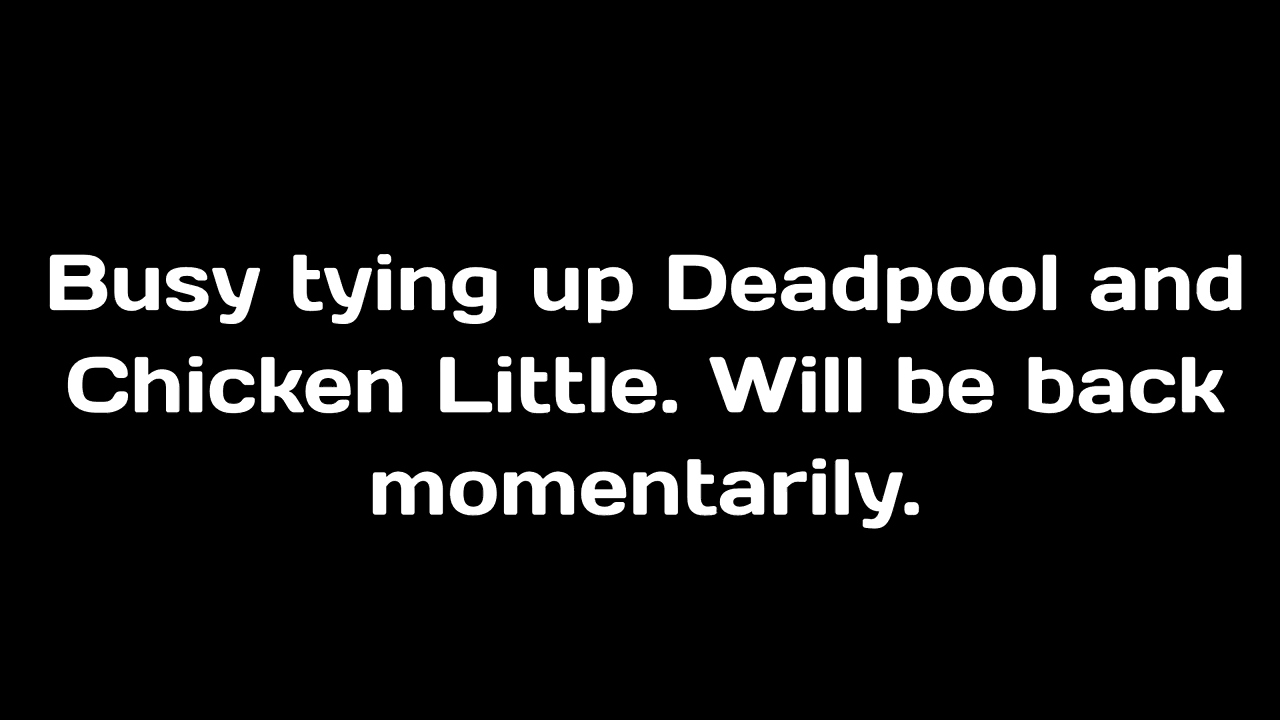 Busy tying up Deadpool and
Chicken Little. Will be back
momentarily.